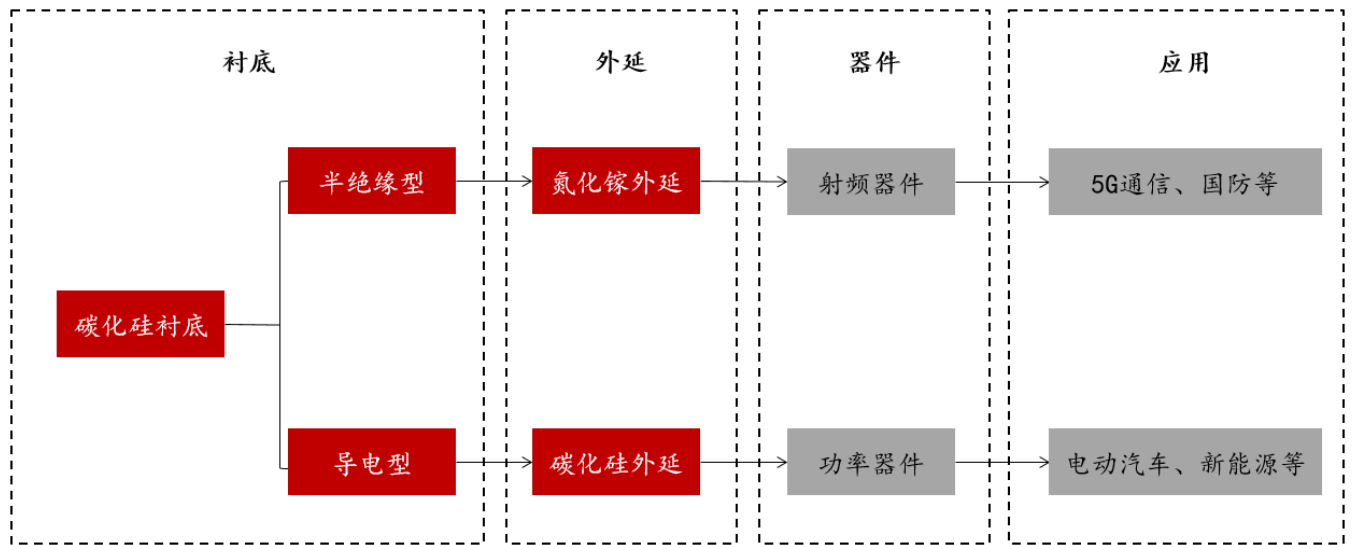 衬底
外延
器件
应用
半绝缘型
氮化镓外延
射频器件
5G通信、国防等
碳化硅衬底
导电型
碳化硅外延
功率器件
电动汽车、新能源等